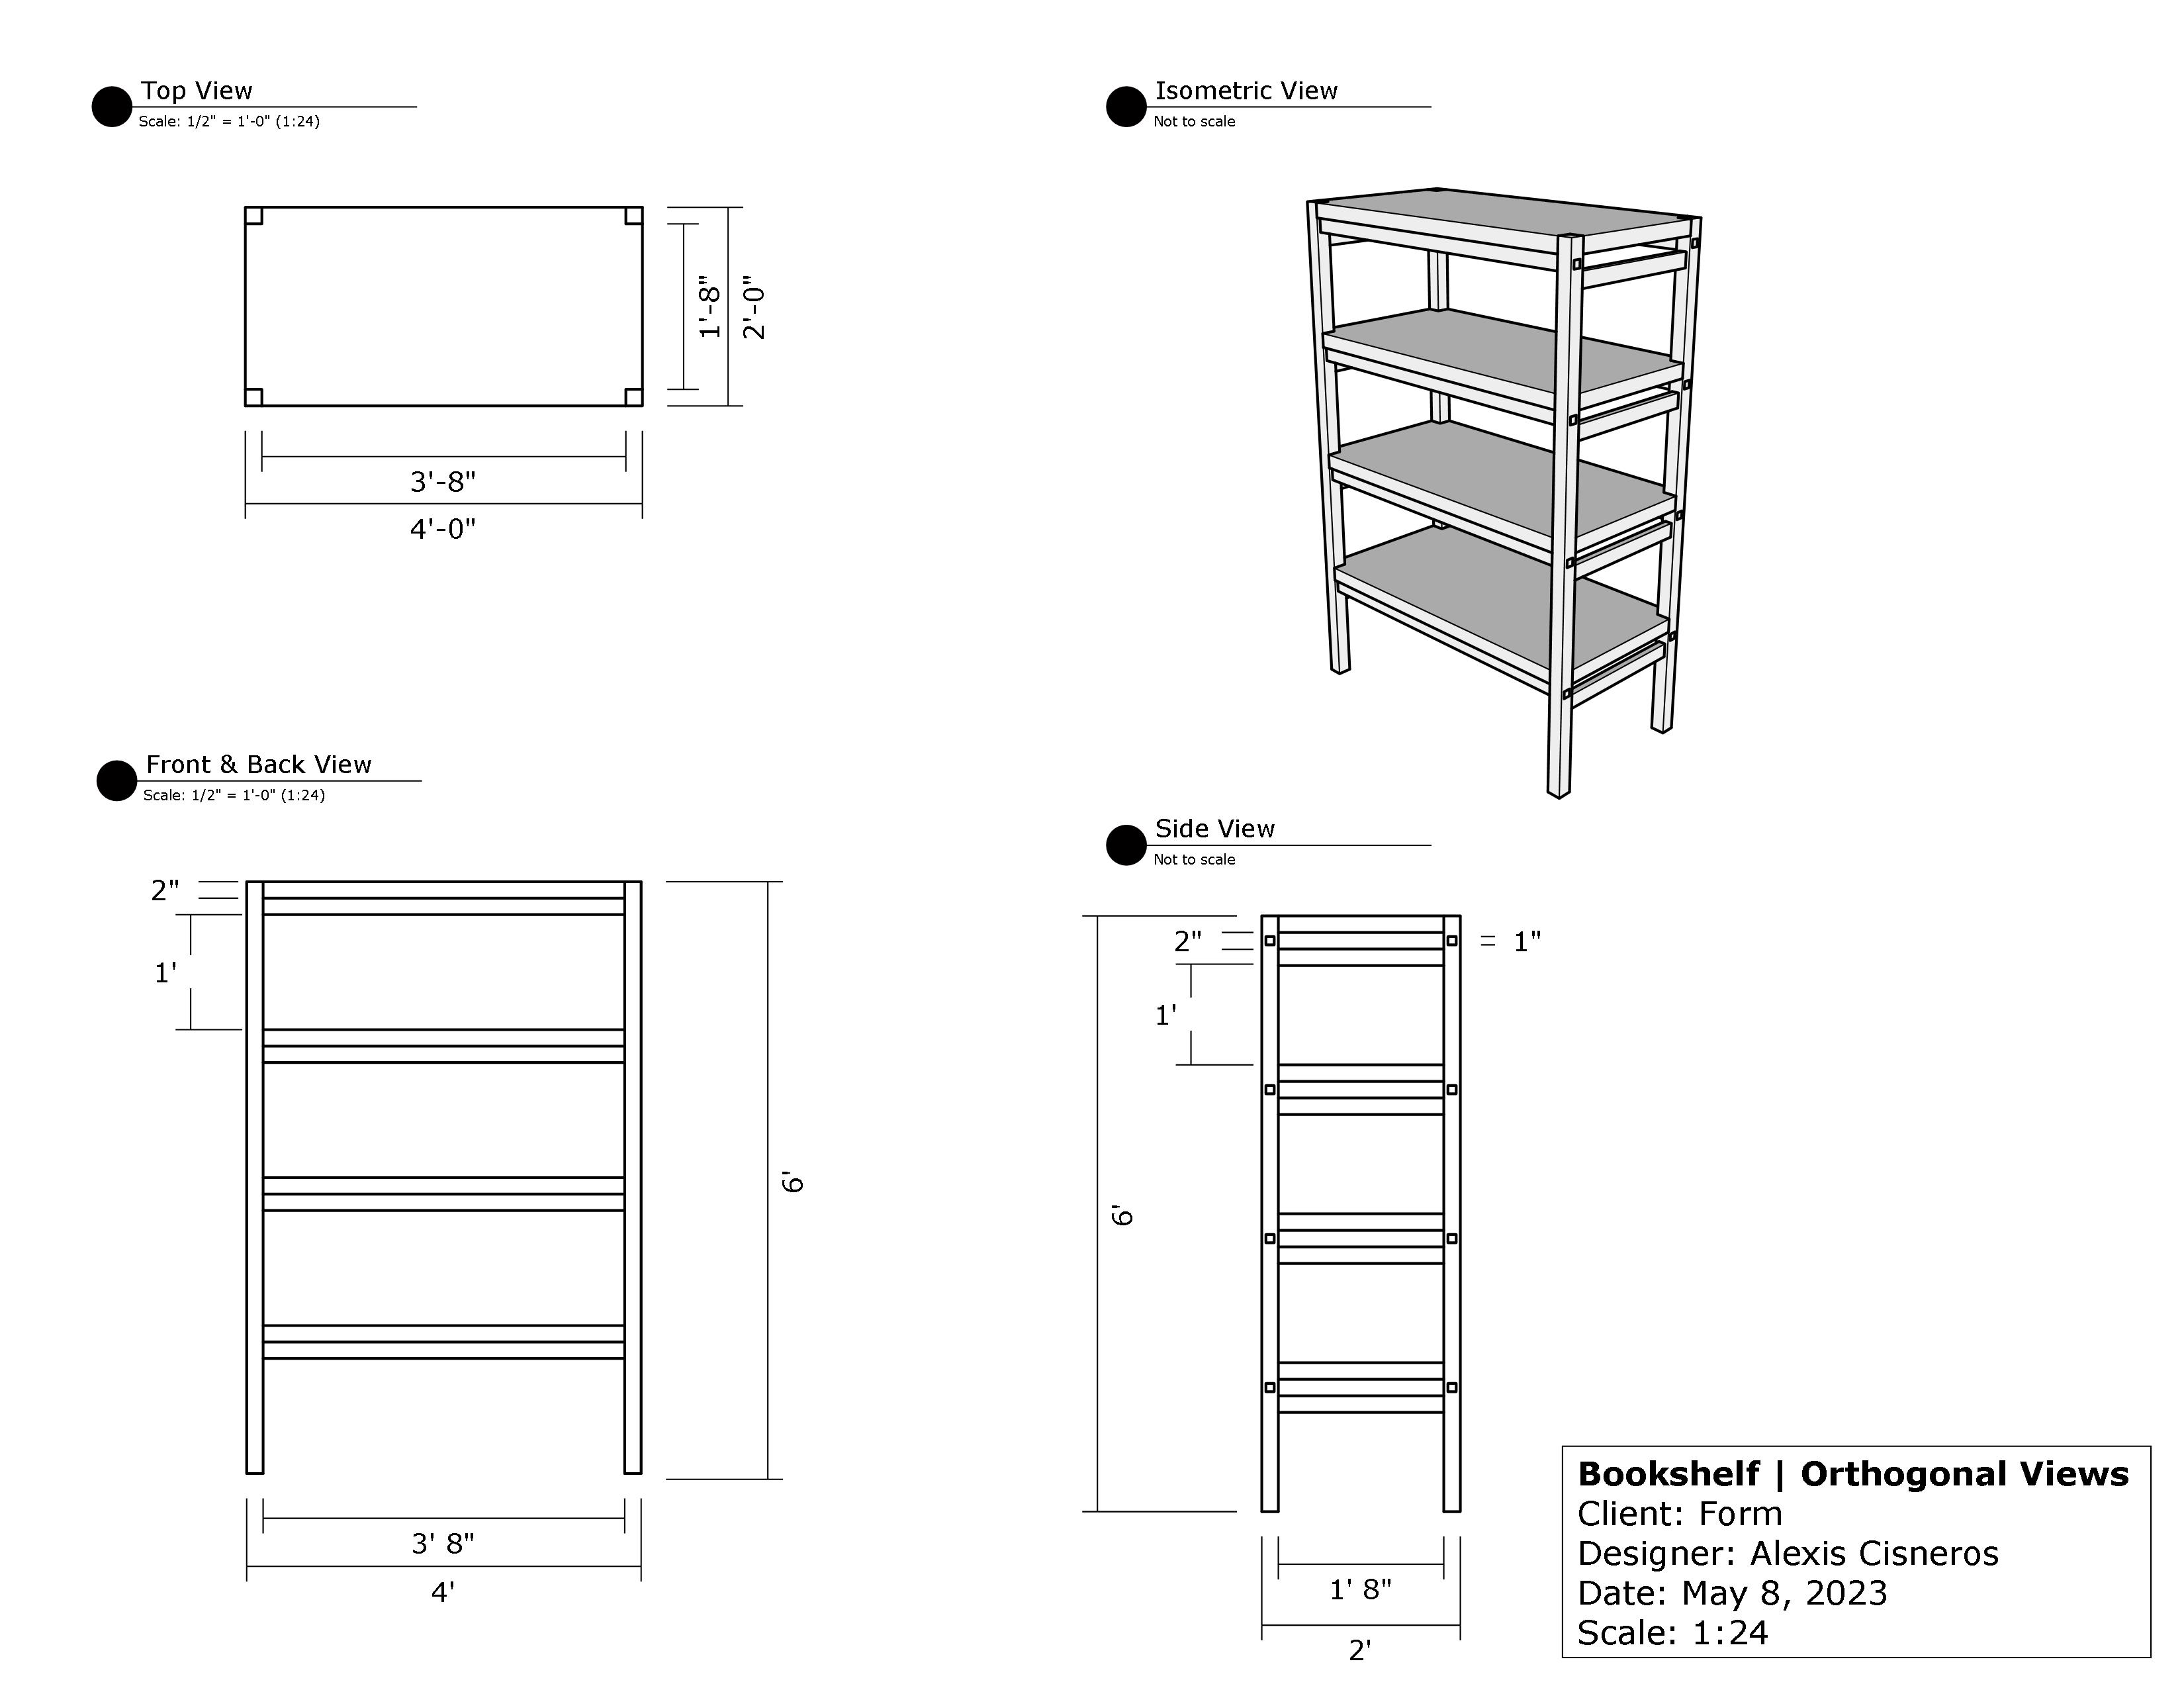 Top View
Scale: 1/2" = 1'-0" (1:24)
1'-8"
2'-0"
3'-8"
4'-0"
Isometric View
Not to scale
Front & Back View
Scale: 1/2" = 1'-0" (1:24)
2"
1'
6'
3' 8"
4'
Side View
Not to scale
2"
1"
1'
6'
1' 8"
2'
Bookshelf | Orthogonal Views
Client: Form
Designer: Alexis Cisneros
Date: May 8, 2023
Scale: 1:24